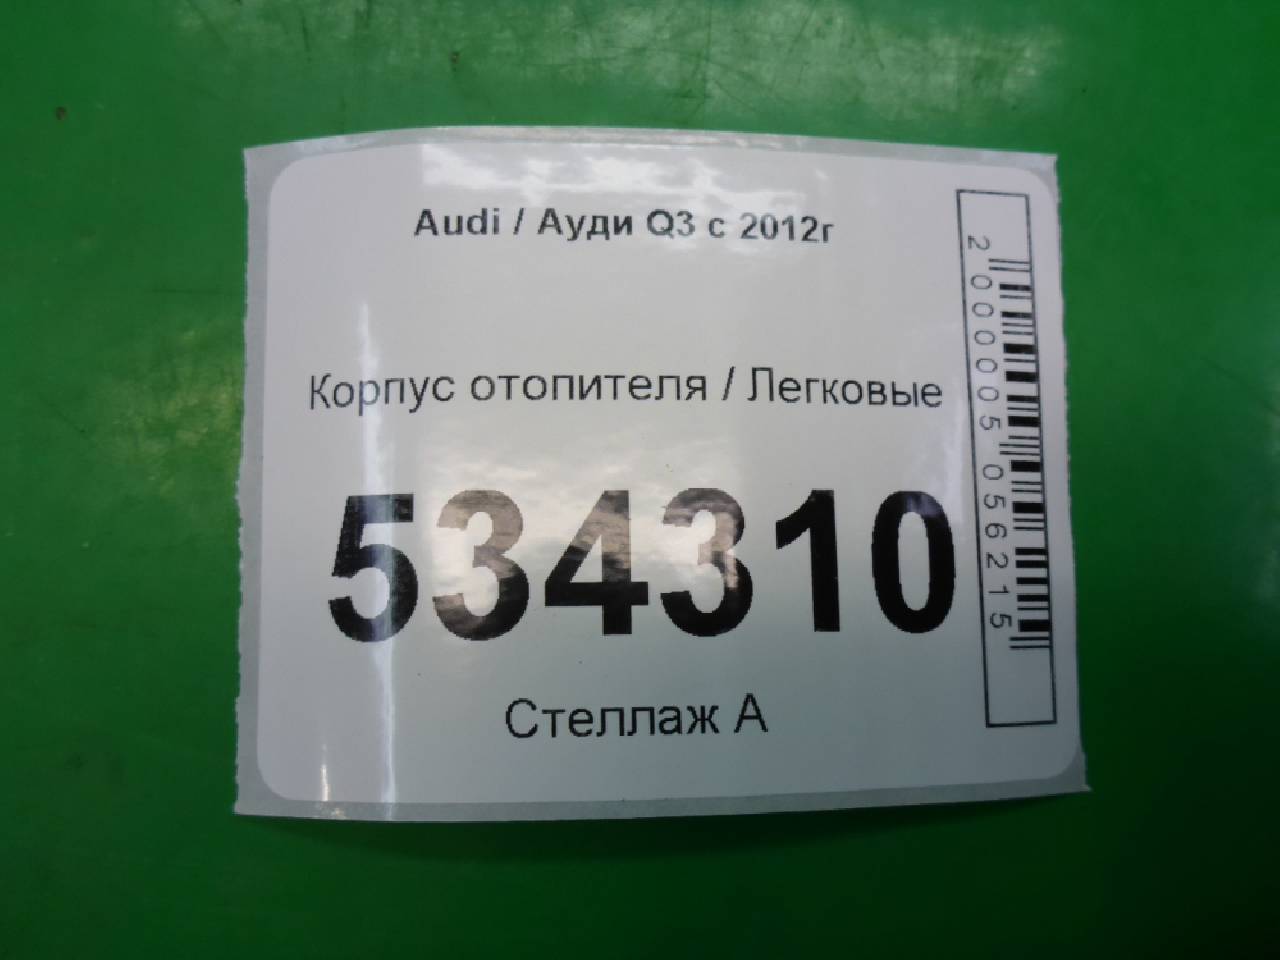 Audi / Ауди Q3 с 2012г
Корпус отопителя / Легковые
534310
Стеллаж А
2000005056215